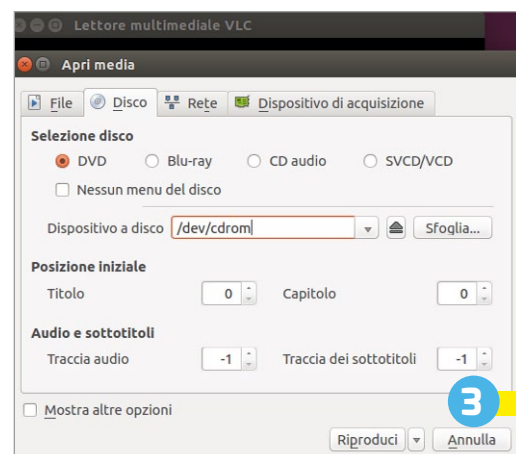 Lettore multimediale VLC
Apri media
File Disco Rete Dispositivo di acquisizione
Selezione disco
DVD Blu-ray CD audio SVCD/VCD
Nessun menu del disco
Dispositivo a disco /dev/cdrom Sfoglia...
Posizione iniziale
Titolo 0 Capitolo 0
Audio e sottotitoli
Traccia audio -1 Traccia dei sottotitoli -1
3
Mostra altre opzioni
Riproduci Annulla